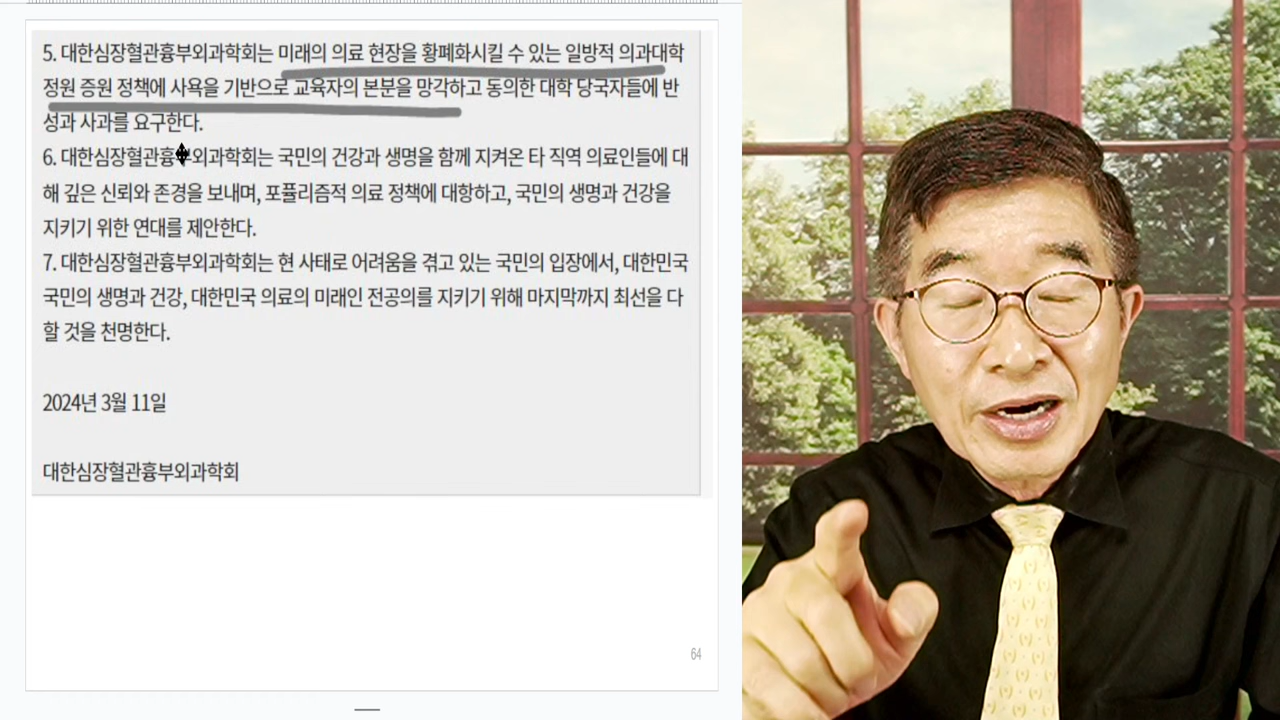 5. 대한심장혈관흉부외과학회는 미래의 의료 현장을 황폐화시킬 수 있는 일방적 의과대학
정원 증원 정책에 사욕을 기반으로 교육자의 본분을 망각하고 동의한 대학 당국자들에 반
성과 사과를 요구한다.
6. 대한심장혈관흉부외과학회는 국민의 건강과 생명을 함께 지켜온 타 직역 의료인들에 대
해 깊은 신뢰와 존경을 보내며, 포퓰리즘적 의료 정책에 대항하고, 국민의 생명과 건강을
지키기 위한 연대를 제안한다.
7. 대한심장혈관흉부외과학회는 현 사태로 어려움을 겪고 있는 국민의 입장에서, 대한민국
국민의 생명과 건강, 대한민국 의료의 미래인 전공의를 지키기 위해 마지막까지 최선을 다
할 것을 천명한다.
2024년 3월 11일
대한심장혈관흉부외과학회
64